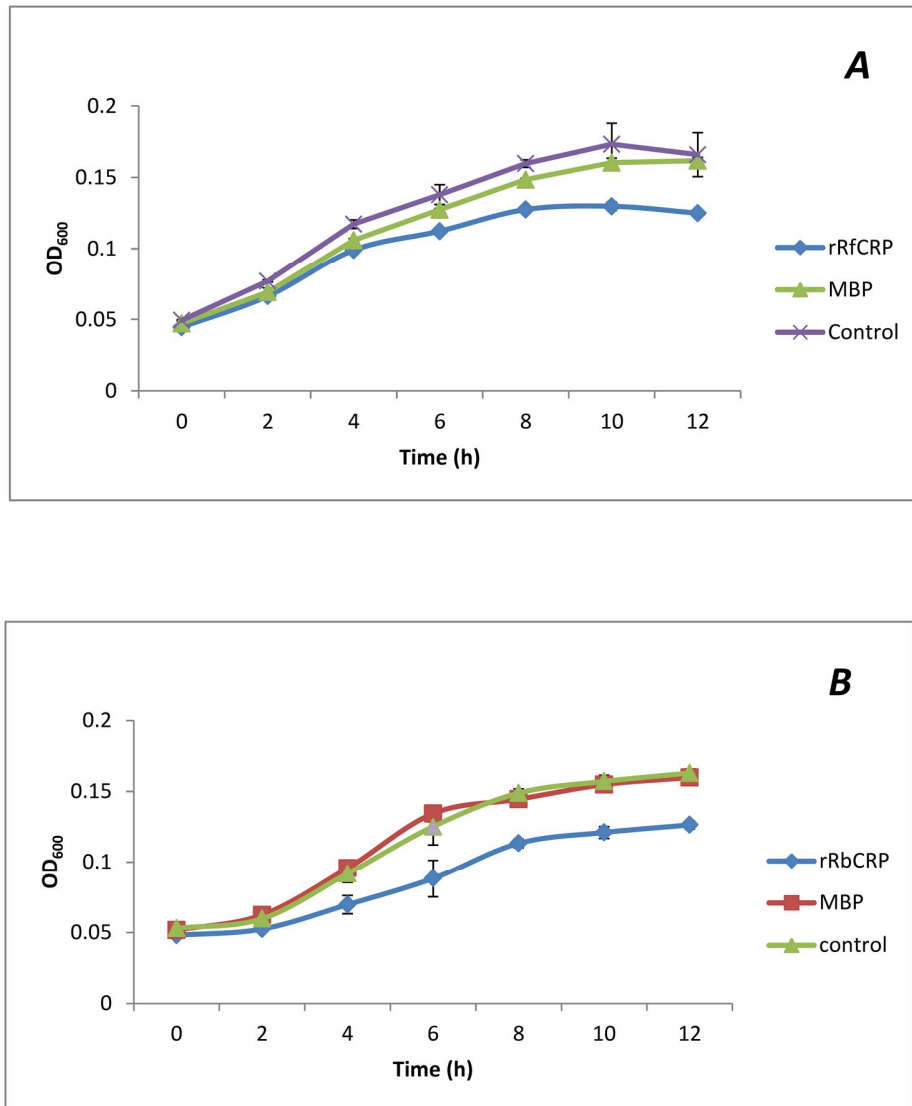 A
0.2
0.15
0.1
0.05
0
OD600
0 2 4 6 8 10 12
Time (h)
rRfCRP
MBP
Control
B
0.2
0.15
0.1
0.05
0
OD600
0 2 4 6 8 10 12
Time (h)
rRbCRP
MBP
control